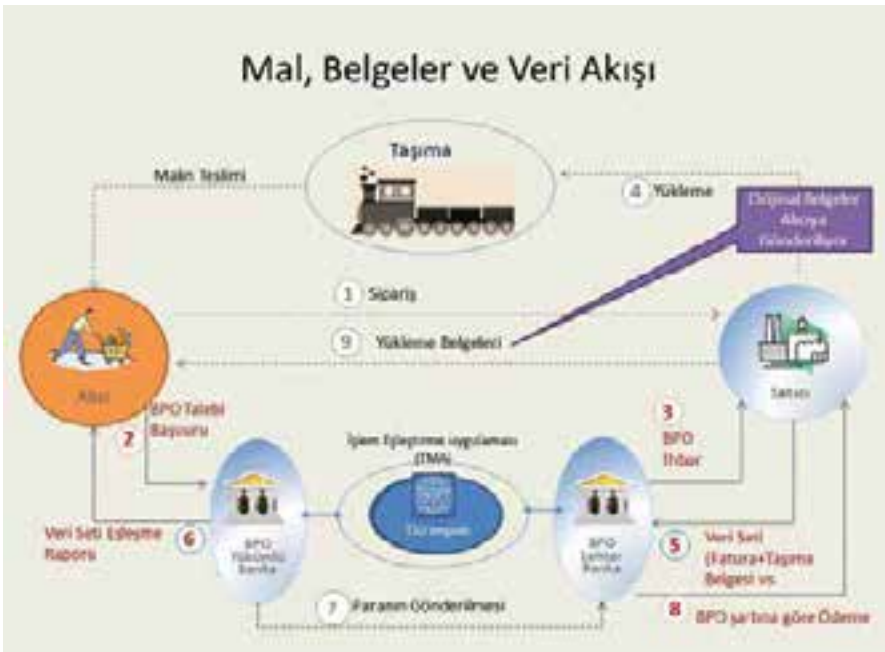 Mal, Belgeler ve Veri Akışı
Taşıma
Malın Teslimi
4 Yükleme
Orijinal Belgeler
Alıcıya
Gönderiliyor
1 Sipariş
9 Yükleme Belgeleri
Alıcı
Satıcı
2
BPO Talebi
Başvuru
3
BPO
İhbar
İşlem Eşleştirme uygulaması
(TMA)
Veri Seti Eşleşme
Raporu
6
BPO
Yükümlü
Banka
BPO
Lehtar
Banka
5
Veri Seti
(Fatura+Taşıma
Belgesi vs
7 Paranın Gönderilmesi
8 BPO şartına göre Ödeme